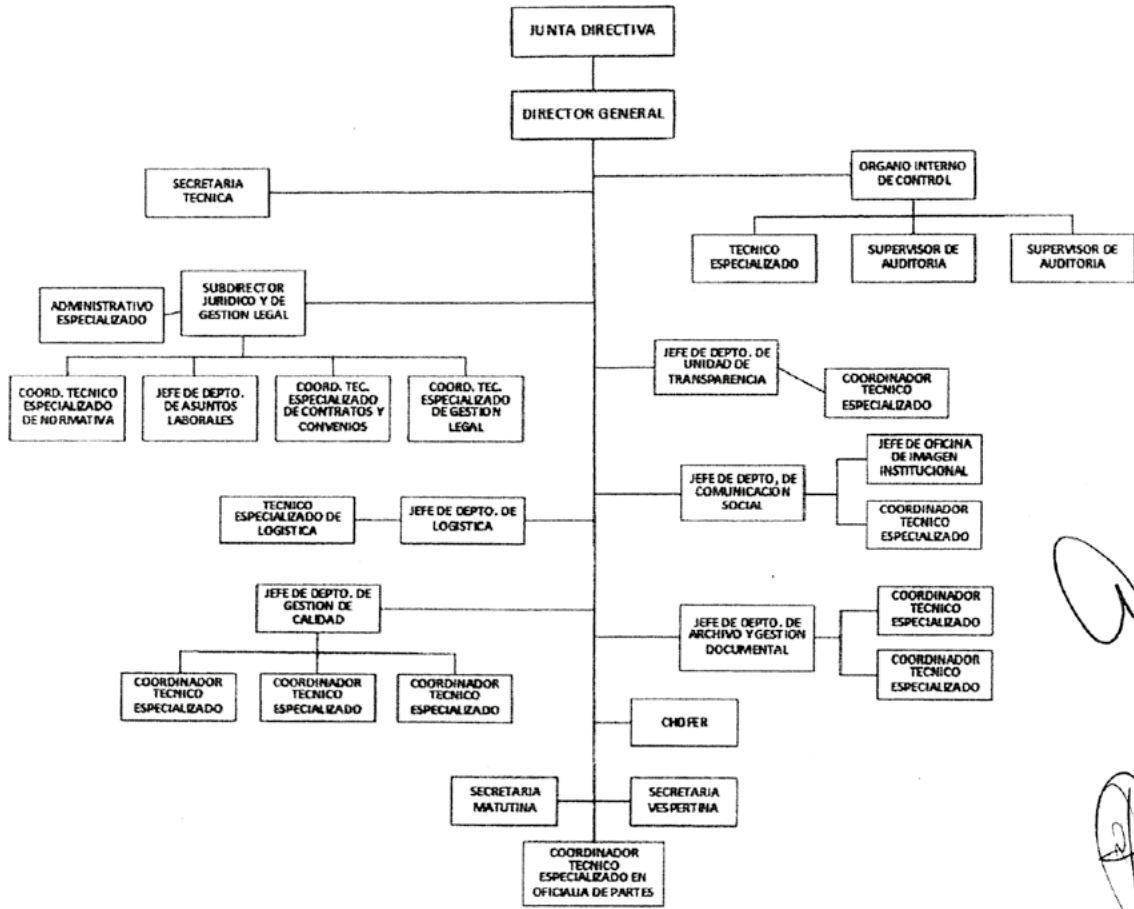 JUNTA DIRECTIVA
DIRECTOR GENERAL
SECRETARIA
TECNICA
ORGANO INTERNO
DE CONTROL
TECNICO
ESPECIALIZADO
SUPERVISOR DE
AUDITORIA
SUPERVISOR DE
AUDITORIA
SUBDIRECTOR
JURIDICO Y DE
GESTION LEGAL
ADMINISTRATIVO
ESPECIALIZADO
COORD. TECNICO
ESPECIALIZADO
DE NORMATIVA
JEFE DE DEPTO.
DE ASUNTOS
LABORALES
COORD. TEC.
ESPECIALIZADO
DE CONTRATOS Y
CONVENIOS
COORD. TEC.
ESPECIALIZADO
DE GESTION
LEGAL
JEFE DE DEPTO. DE
UNIDAD DE
TRANSPARENCIA
COORDINADOR
TECNICO
ESPECIALIZADO
JEFE DE DEPTO, DE
COMUNICACIÓN
SOCIAL
JEFE DE OFICINA
DE IMAGEN
INSTITUCIONAL
COORDINADOR
TECNICO
ESPECIALIZADO
TECNICO
ESPECIALIZADO DE
LOGISTICA
JEFE DE DEPTO. DE
LOGISTICA
JEFE DE DEPTO. DE
GESTION DE
CALIDAD
COORDINADOR
TECNICO
ESPECIALIZADO
COORDINADOR
TECNICO
ESPECIALIZADO
COORDINADOR
TECNICO
ESPECIALIZADO
JEFE DE DEPTO. DE
ARCHIVO Y GESTION
DOCUMENTAL
COORDINADOR
TECNICO
ESPECIALIZADO
COORDINADOR
TECNICO
ESPECIALIZADO
CHOFER
SECRETARIA
MATUTINA
SECRETARIA
VESPERTINA
COORDINADOR
TECNICO
ESPECIALIZADO EN
OFICIALIA DE PARTES